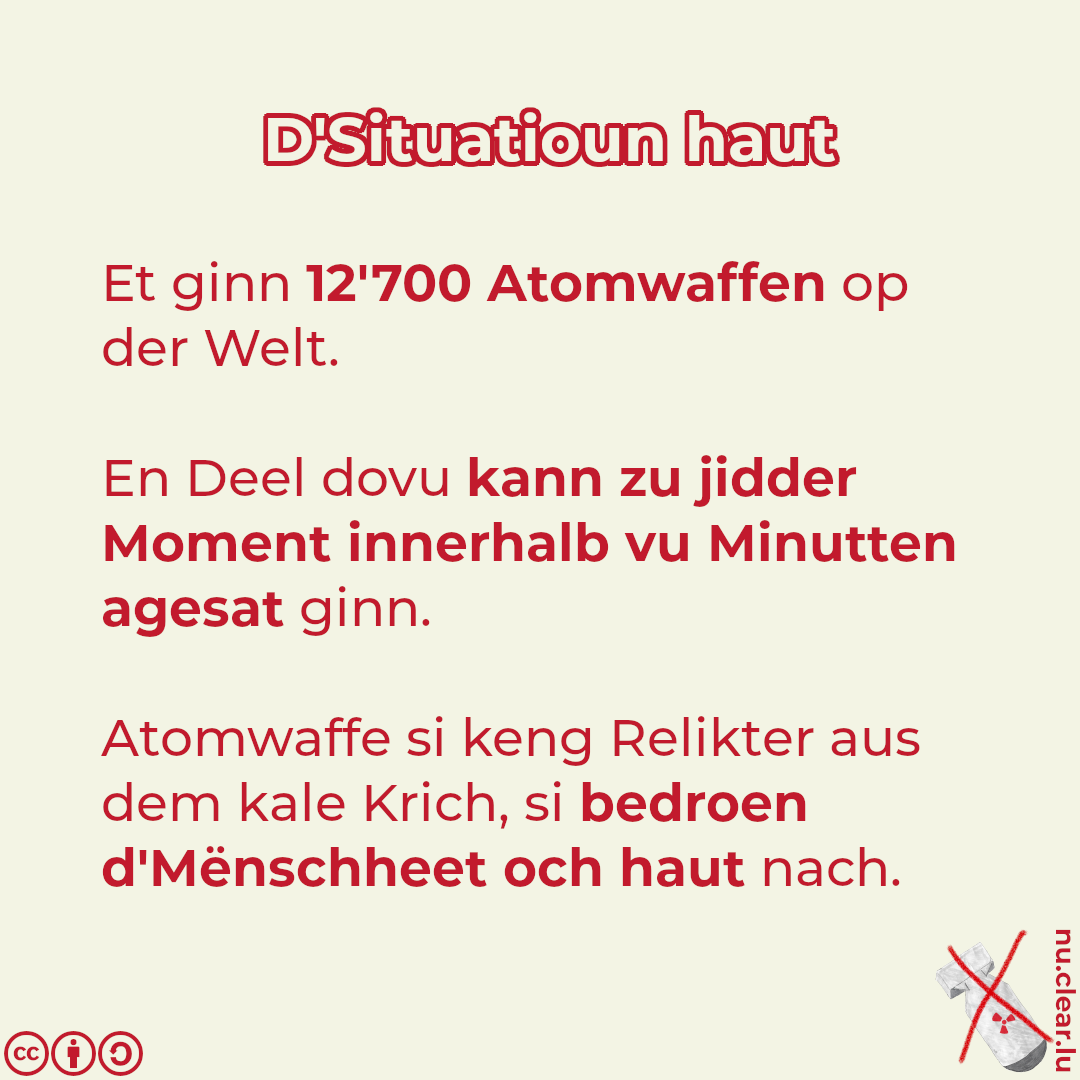 D'Situatioun haut
Et ginn 12'700 Atomwaffen op
der Welt.
En Deel dovu kann zu jidder
Moment innerhalb vu Minutten
agesat ginn.
Atomwaffe si keng Relikter aus
dem kale Krich, si bedroen
d'Mënschheet och haut nach.
nu.clear.lu
cc